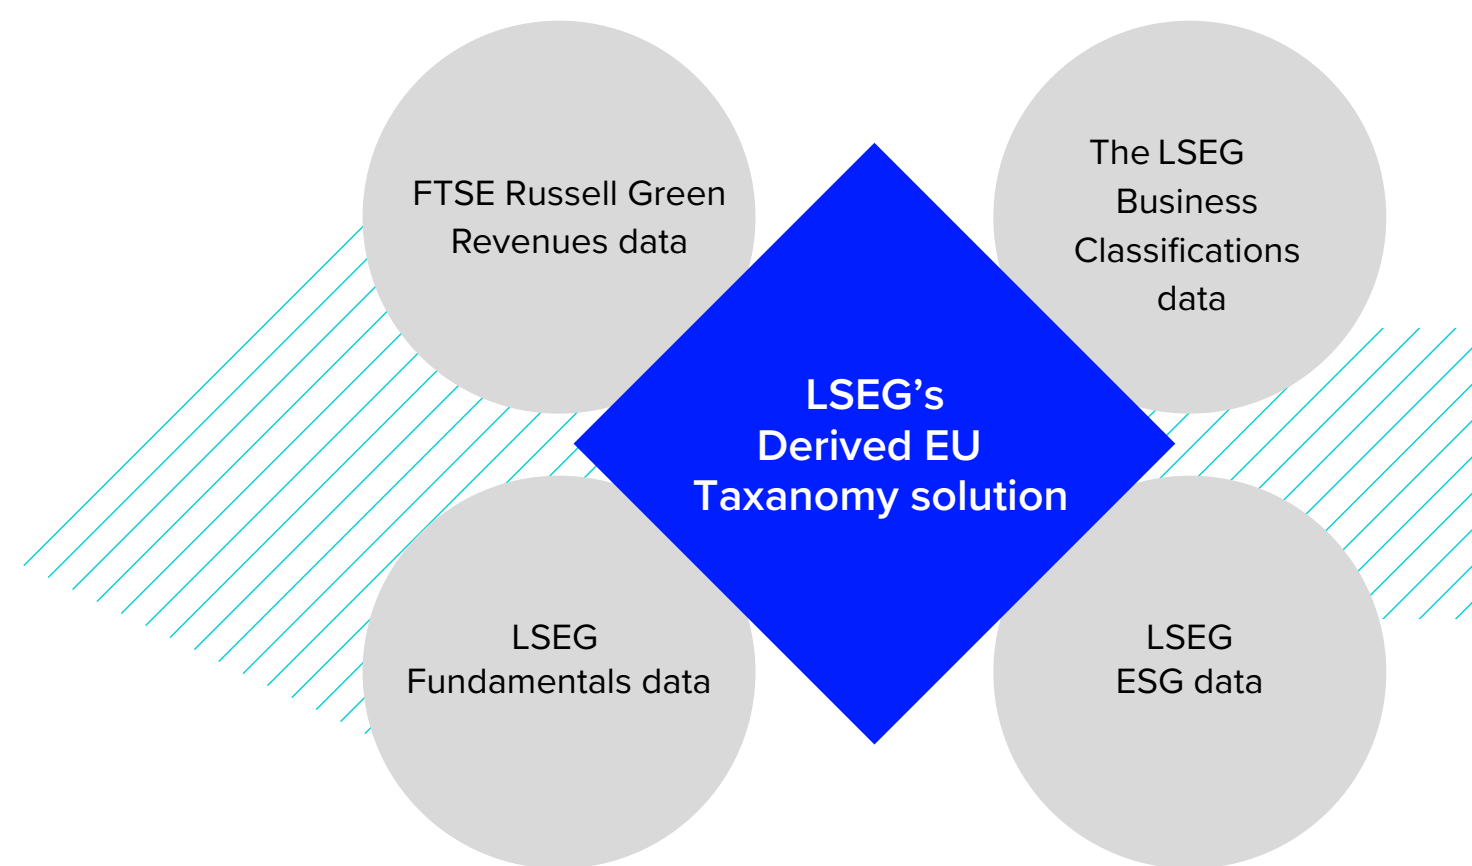 FTSE Russell Green
Revenues data
The LSEG
Business
Classifications
data
LSEG's
Derived EU
Taxanomy solution
LSEG
Fundamentals data
LSEG
ESG data